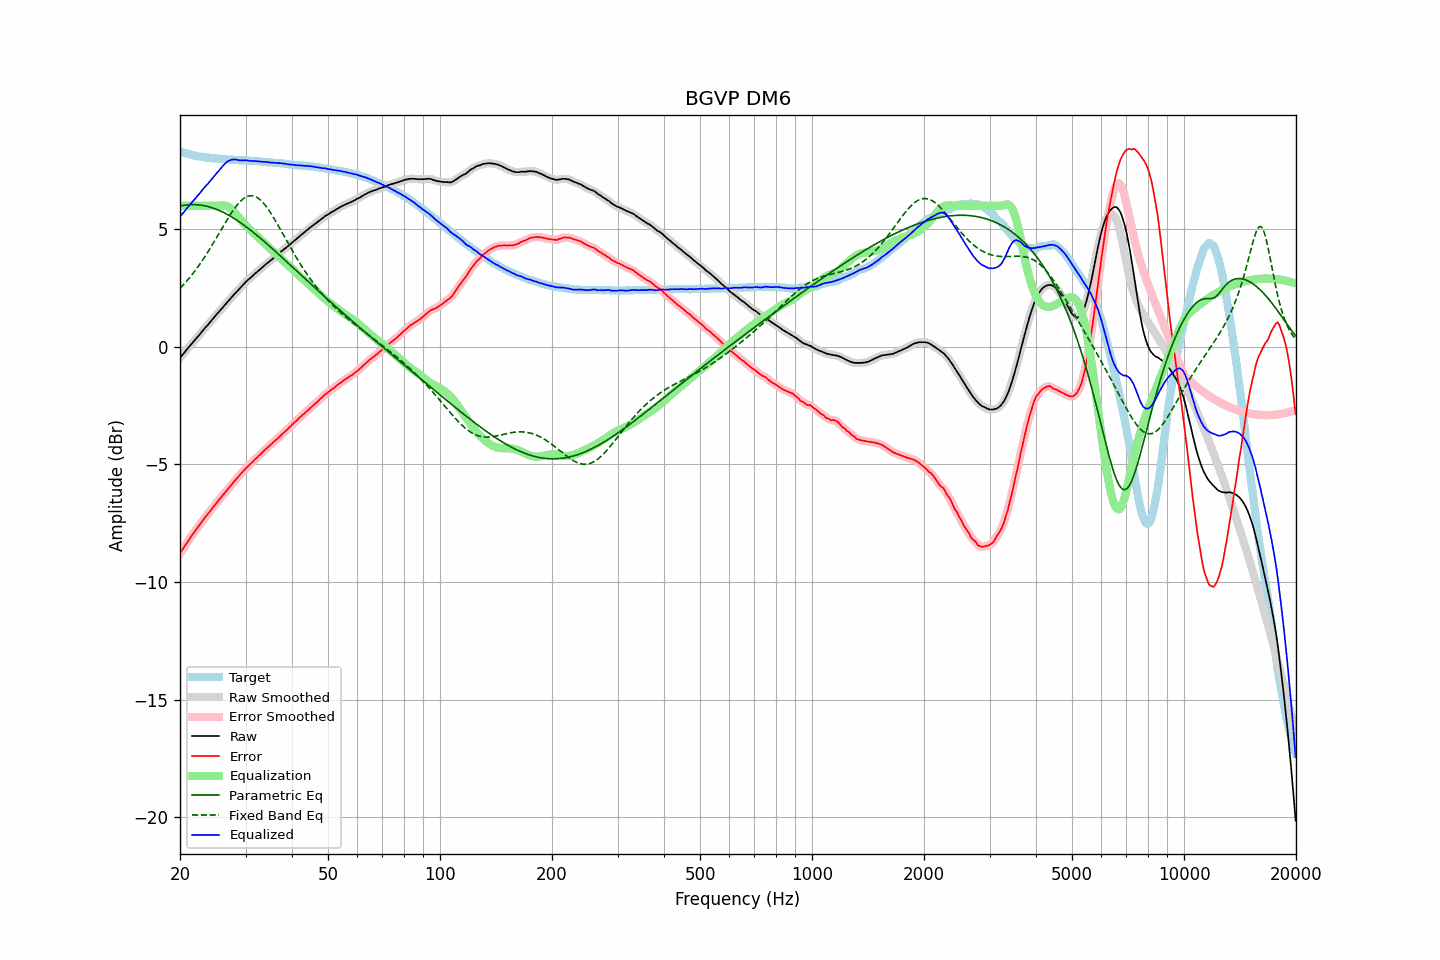 BGVP DM6
Amplitude (dBr)
5
0
−5
−10
−15
−20
Target
Raw Smoothed
Error Smoothed
Raw
Error
Equalization
Parametric Eq
Fixed Band Eq
Equalized
20 50 100 200 500 1000 2000 5000 10000 20000
Frequency (Hz)